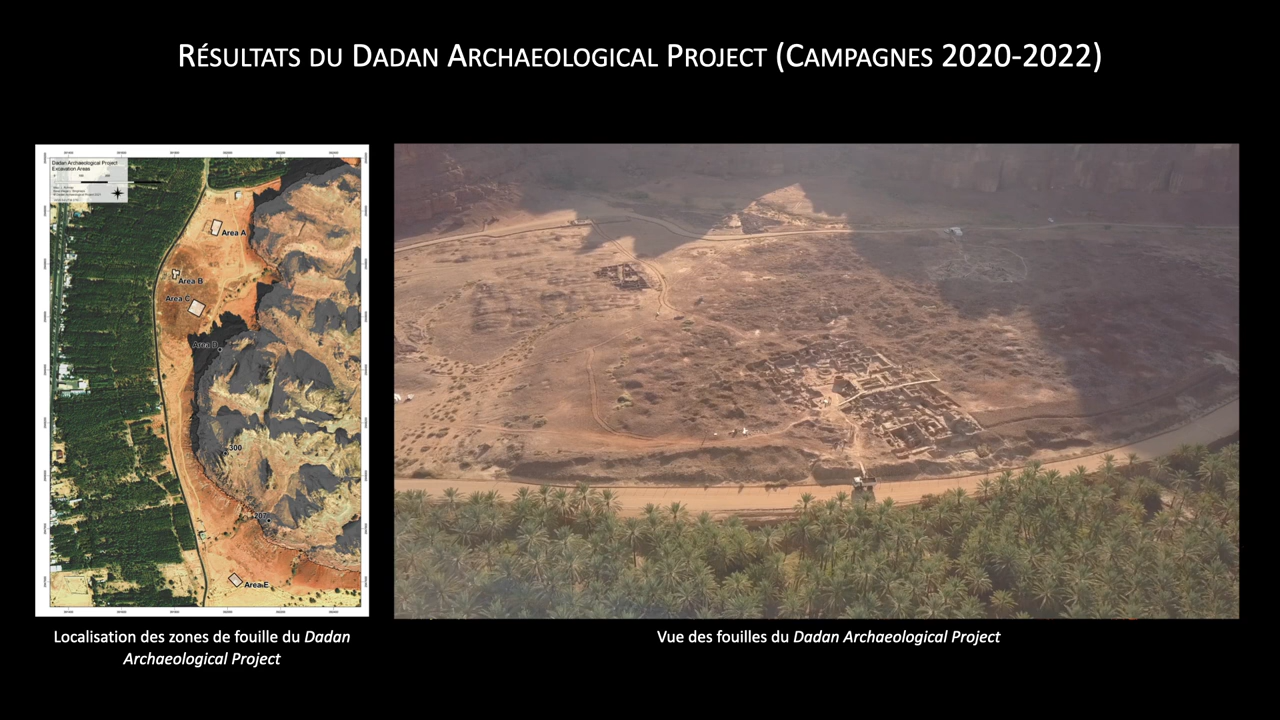 RÉSULTATS DU DADAN ARCHAEOLOGICAL PROJECT (CAMPAGNES 2020-2022)
Dadan Archaeological Project
Excavation Areas
Area A
Area B
Area C
Area D
300
207
Area E
Localisation des zones de fouille du Dadan
Archaeological Project
Vue des fouilles du Dadan Archaeological Project